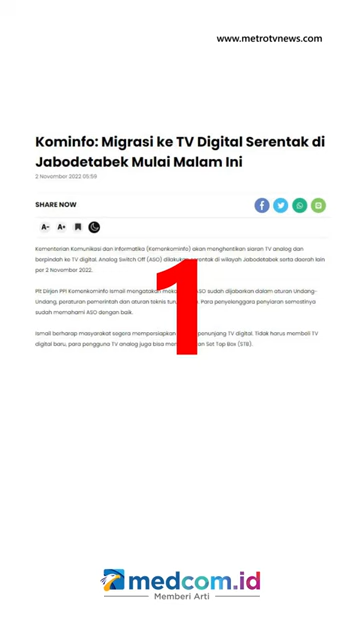 www.metrotvnews.com
Kominfo: Migrasi ke TV Digital Serentak di
Jabodetabek Mulai Malam Ini
2 November 2022 05:59
SHARE NOW
A- A+
Kementerian Komunikasi dan Informatika (Kemenkominfo) akan menghentikan siaran TV analog dan
berpindah ke TV digital. Analog Switch Off (ASO) dilakukan serentak di wilayah Jabodetabek serta daerah lain
per 2 November 2022.
Plt Dirjen PPI Kemenkominfo Ismail mengatakan ASO sudah dijabarkan dalam aturan Undang-
Undang, peraturan pemerintah dan aturan teknis Para penyelenggara penyiaran semestinya
sudah memahami ASO dengan baik.
Ismail berharap masyarakat segera mempersiapkan penunjang TV digital. Tidak harus membeli TV
digital baru, para pengguna TV analog juga bisa Set Top Box (STB).
1
medcom.id
Memberi Arti